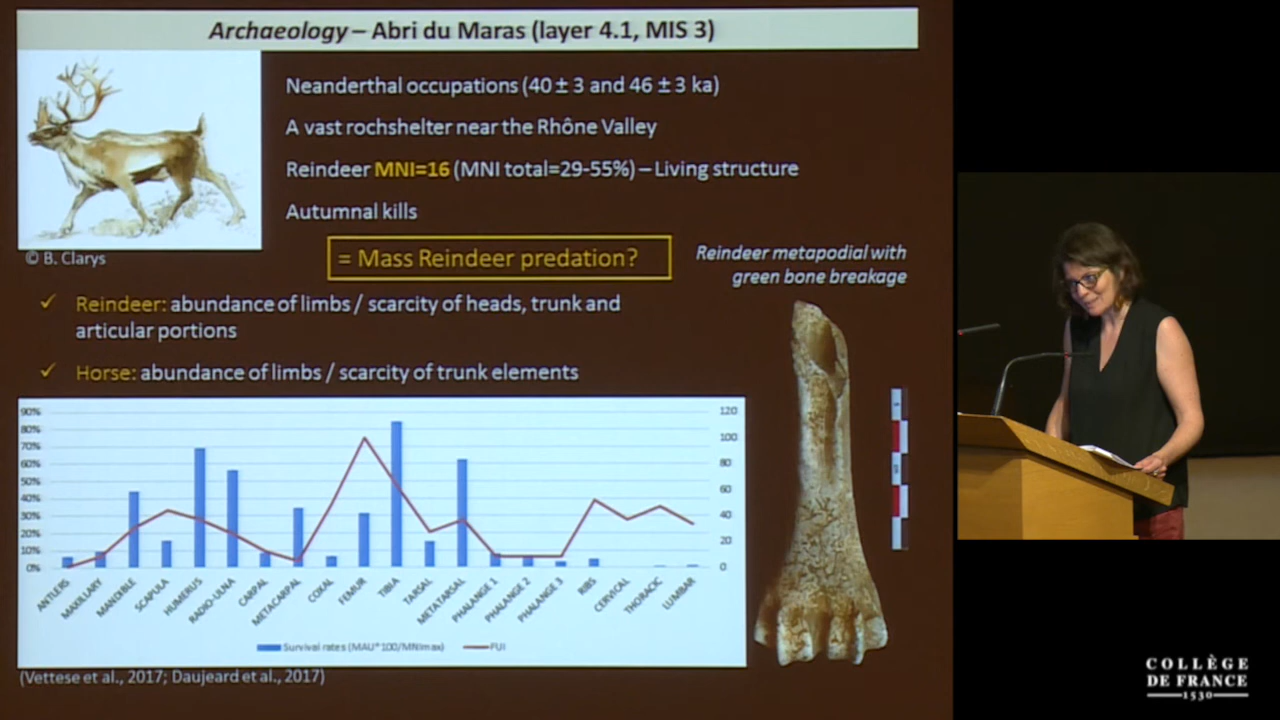 Archaeology – Abri du Maras (layer 4.1, MIS 3)
Neanderthal occupations (40 ± 3 and 46 ± 3 ka)
A vast rochshelter near the Rhône Valley
Reindeer MNI=16 (MNI total=29-55%) – Living structure
Autumnal kills
© B. Clarys
= Mass Reindeer predation?
Reindeer metapodial with
green bone breakage
✓ Reindeer: abundance of limbs / scarcity of heads, trunk and
articular portions
✓ Horse: abundance of limbs / scarcity of trunk elements
90%
80%
70%
60%
50%
40%
30%
20%
10%
0%
120
100
80
60
40
20
0
ANTLERS
MAXILLARY
MANDIBLE
SCAPULA
HUMERUS
RADIO-ULNA
CARPAL
METACARPAL
COXAL
FEMUR
TIBIA
TARSAL
METATARSAL
PHALANGE 1
PHALANGE 2
PHALANGE 3
RIBS
CERVICAL
THORACIC
LUMBAR
Survival rates (MAU*100/MNImax)
FUI
(Vettese et al., 2017; Daujeard et al., 2017)
COLLÈGE
DE FRANCE
1530